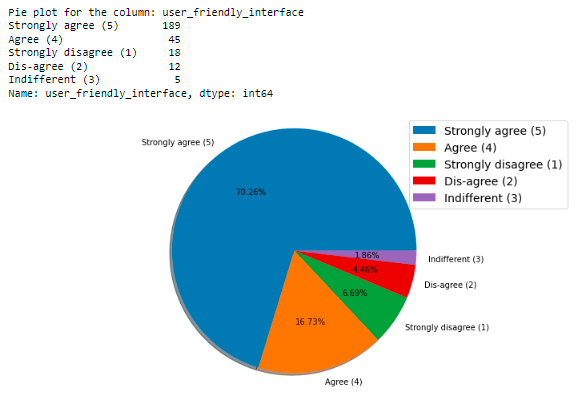 Pie plot for the column: user_friendly_interface
Strongly agree (5) 189
Agree (4) 45
Strongly disagree (1) 18
Dis-agree (2) 12
Indifferent (3) 5
Name: user_friendly_interface, dtype: int64
Strongly agree (5)
Agree (4)
Strongly disagree (1)
Dis-agree (2)
Indifferent (3)
Strongly agree (5)
70.26%
1.86%
Indifferent (3)
4.46%
Dis-agree (2)
6.69%
Strongly disagree (1)
16.73%
Agree (4)